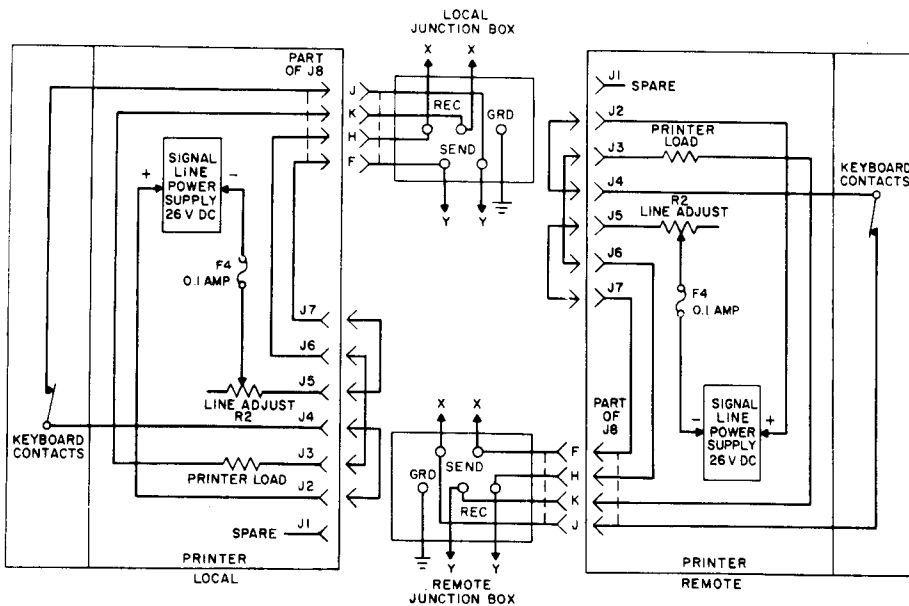 LOCAL
JUNCTION BOX
X X
PART
OF J8
J
K
H
F
REC
GRD
SEND
Y Y
+
-
SIGNAL
LINE
POWER
SUPPLY
26 V DC
F4
0.1 AMP
J7
J6
J5
LINE ADJUST
R2
J4
KEYBOARD
CONTACTS
J3
PRINTER LOAD
J2
SPARE J1
PRINTER
LOCAL
X X
SEND
GRD
REC
F
H
K
J
Y Y
REMOTE
JUNCTION BOX
J1 SPARE
J2
PRINTER
LOAD
J3
J4
KEYBOARD
CONTACTS
R2
J5 LINE ADJUST
J6
J7
F4
0.1 AMP
PART
OF
J8
-
+
SIGNAL
LINE
POWER
SUPPLY
26 V DC
PRINTER
REMOTE